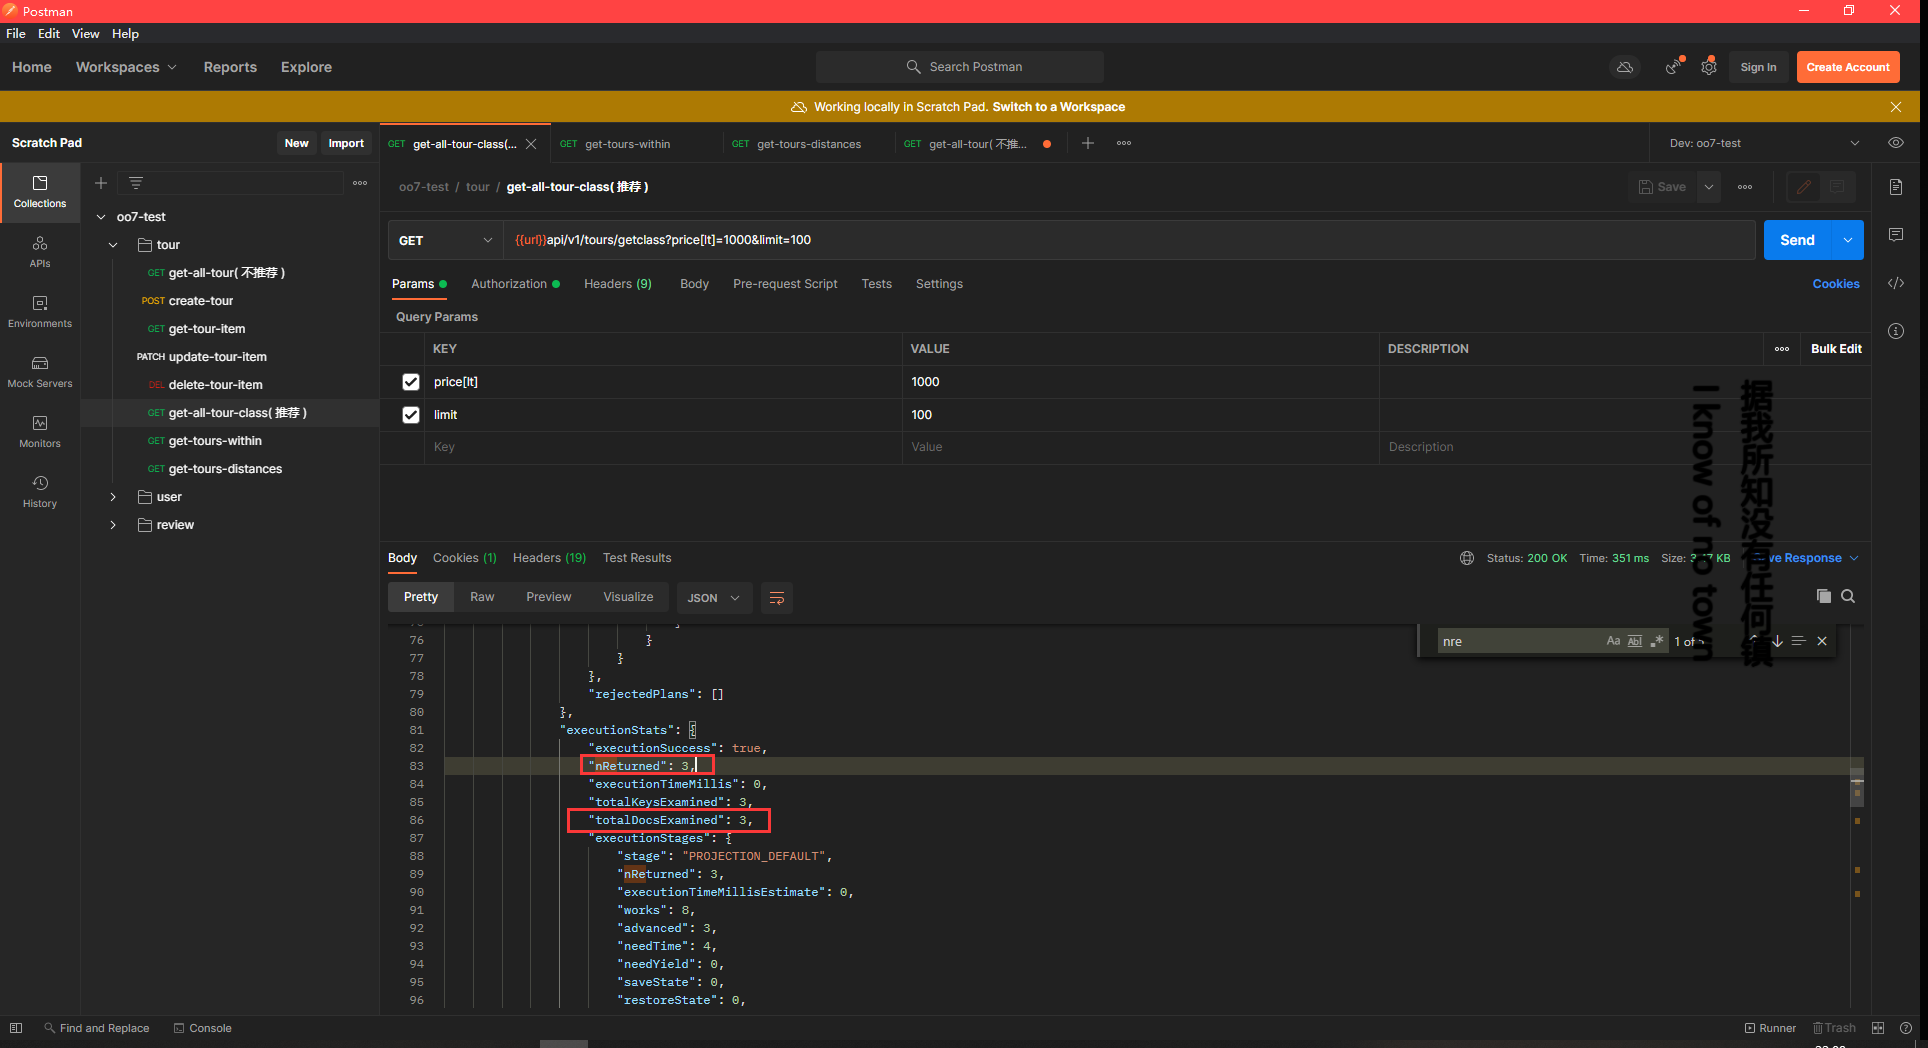 Postman
File Edit View Help
Home Workspaces Reports Explore Search Postman Sign In Create Account
Working locally in Scratch Pad. Switch to a Workspace
Scratch Pad New Import GET get-all-tour-class(... GET get-tours-within GET get-tours-distances GET get-all-tour( 不推... Dev: oo7-test
oo7-test / tour / get-all-tour-class( 推荐 ) Save
Collections
APIs
Environments
Mock Servers
Monitors
History
oo7-test
tour
GET get-all-tour( 不推荐 )
POST create-tour
GET get-tour-item
PATCH update-tour-item
DEL delete-tour-item
GET get-all-tour-class( 推荐 )
GET get-tours-within
GET get-tours-distances
user
review
GET {{url}}api/v1/tours/getclass?price[lt]=1000&limit=100 Send
Params Authorization Headers (9) Body Pre-request Script Tests Settings Cookies
Query Params
KEY VALUE DESCRIPTION Bulk Edit
price[lt] 1000
limit 100
Key Value Description
据我所知没有任何镇
I know of no town
Body Cookies (1) Headers (19) Test Results Status: 200 OK Time: 351 ms Size: KB Response
Pretty Raw Preview Visualize JSON
nre Aa Abl .* 1 of
76 }
77 }
78 },
79 "rejectedPlans": []
80 },
81 "executionStats": {
82 "executionSuccess": true,
83 "nReturned": 3,
84 "executionTimeMillis": 0,
85 "totalKeysExamined": 3,
86 "totalDocsExamined": 3,
87 "executionStages": {
88 "stage": "PROJECTION_DEFAULT",
89 "nReturned": 3,
90 "executionTimeMillisEstimate": 0,
91 "works": 8,
92 "advanced": 3,
93 "needTime": 4,
94 "needYield": 0,
95 "saveState": 0,
96 "restoreState": 0,
Find and Replace Console Runner Trash